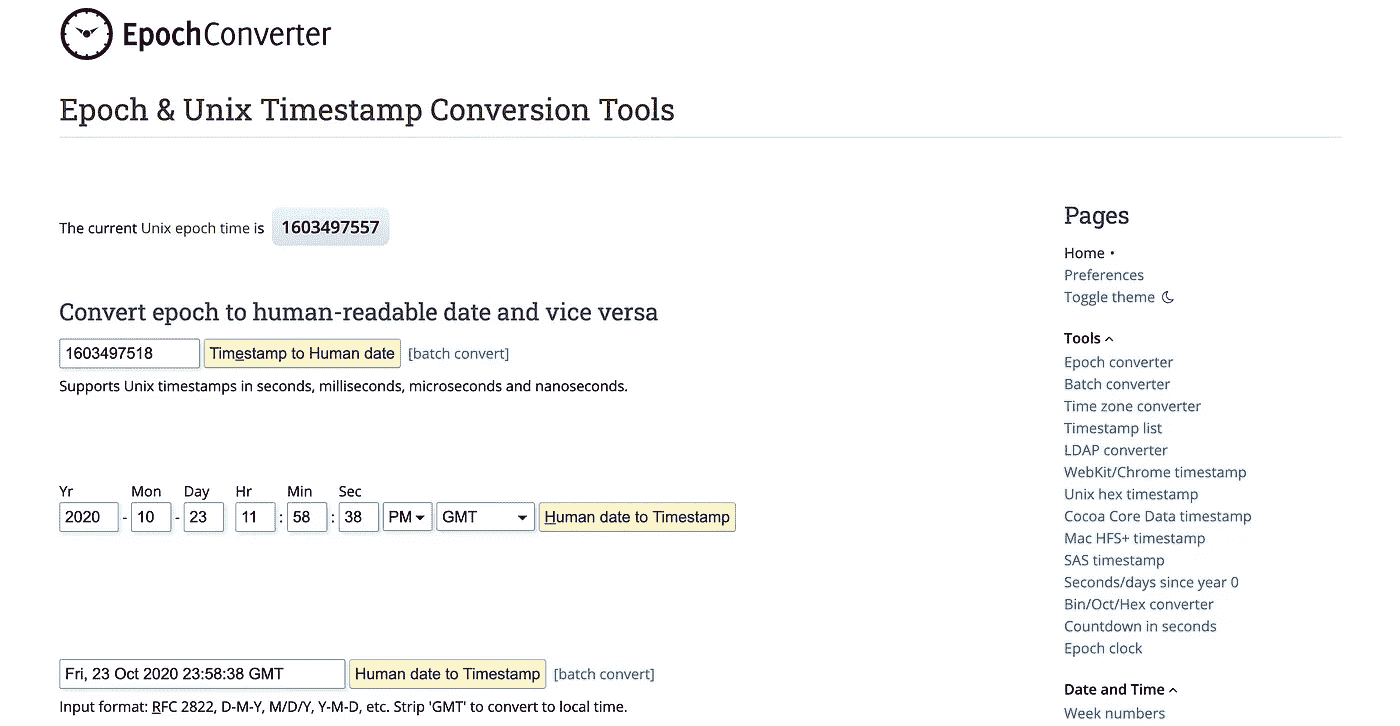 EpochConverter
Epoch & Unix Timestamp Conversion Tools
The current Unix epoch time is 1603497557
Convert epoch to human-readable date and vice versa
1603497518 Timestamp to Human date [batch convert]
Supports Unix timestamps in seconds, milliseconds, microseconds and nanoseconds.
Yr Mon Day Hr Min Sec
2020 - 10 - 23 11 : 58 : 38 PM GMT Human date to Timestamp
Fri, 23 Oct 2020 23:58:38 GMT Human date to Timestamp [batch convert]
Input format: RFC 2822, D-M-Y, M/D/Y, Y-M-D, etc. Strip 'GMT' to convert to local time.
Pages
Home •
Preferences
Toggle theme
Tools
Epoch converter
Batch converter
Time zone converter
Timestamp list
LDAP converter
WebKit/Chrome timestamp
Unix hex timestamp
Cocoa Core Data timestamp
Mac HFS+ timestamp
SAS timestamp
Seconds/days since year 0
Bin/Oct/Hex converter
Countdown in seconds
Epoch clock
Date and Time
Week numbers